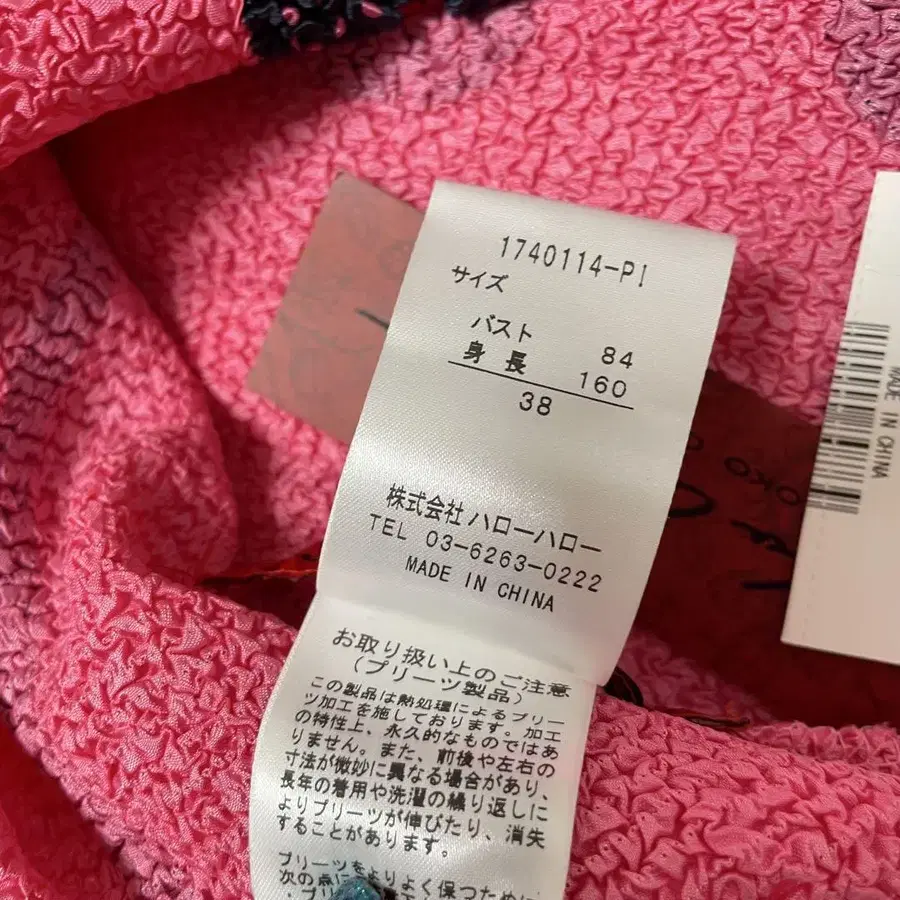 1740114-PI
サイズ
バスト 84
身長 160
38
株式会社 ハローハロー
TEL 03-6263-0222
MADE IN CHINA
お取り扱い上のご注意
(プリーツ製品)
この製品は熱処理によるプリー
ツ加工を施しております。加工
の特性上、永久的なものではあ
りません。また、前後や左右の
寸法が微妙に異なる場合があり、
長年の着用や洗濯の繰り返しに
よりプリーツが伸びたり、消失
することがあります。
プリーツをよりよく保つために
次の点に
・プリ
MADE IN CHINA